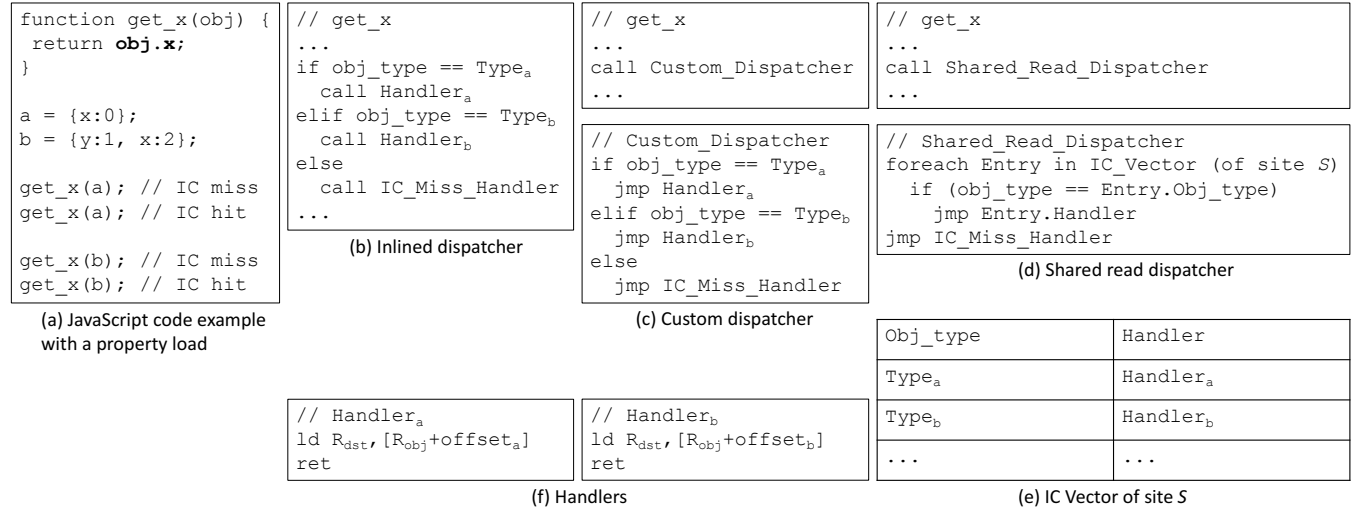 function get_x(obj) {
return obj.x;
}
a = {x:0};
b = {y:1, x:2};
get_x(a); // IC miss
get_x(a); // IC hit
get_x(b); // IC miss
get_x(b); // IC hit
(a) JavaScript code example
with a property load
// get_x
...
if obj_type == Typea
call Handlera
elif obj_type == Typeb
call Handlerb
else
call IC_Miss_Handler
...
(b) Inlined dispatcher
// get_x
...
call Custom_Dispatcher
...
// Custom_Dispatcher
if obj_type == Typea
jmp Handlera
elif obj_type == Typeb
jmp Handlerb
else
jmp IC_Miss_Handler
(c) Custom dispatcher
// get_x
...
call Shared_Read_Dispatcher
...
// Shared_Read_Dispatcher
foreach Entry in IC_Vector (of site S)
if (obj_type == Entry.Obj_type)
jmp Entry.Handler
jmp IC_Miss_Handler
(d) Shared read dispatcher
Obj_type Handler
Typea Handlera
Typeb Handlerb
... ...
(e) IC Vector of site S
// Handlera
ld Rdst,[Robj+offseta]
ret
// Handlerb
ld Rdst,[Robj+offsetb]
ret
(f) Handlers